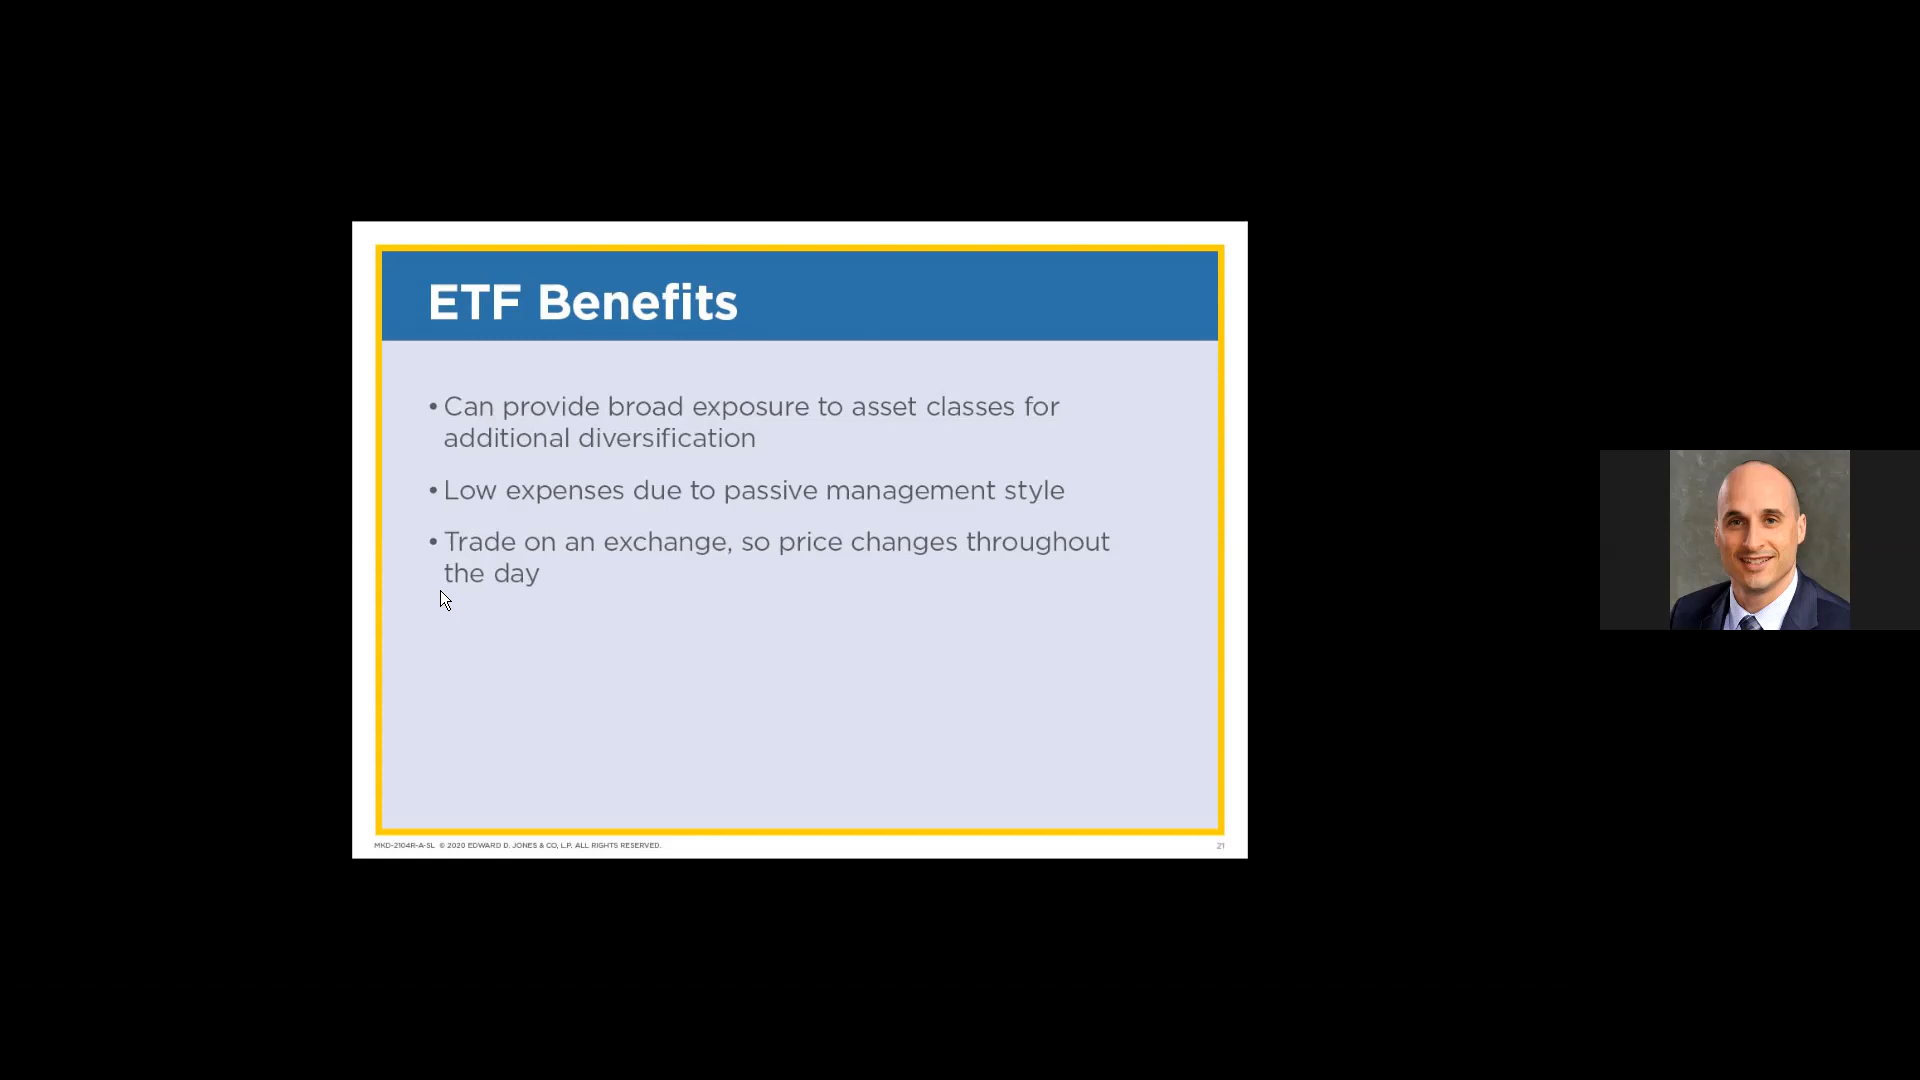 ETF Benefits
• Can provide broad exposure to asset classes for
additional diversification
• Low expenses due to passive management style
• Trade on an exchange, so price changes throughout
the day
MKD-2104R-A-SL © 2020 EDWARD D. JONES & CO, L.P. ALL RIGHTS RESERVED.
21